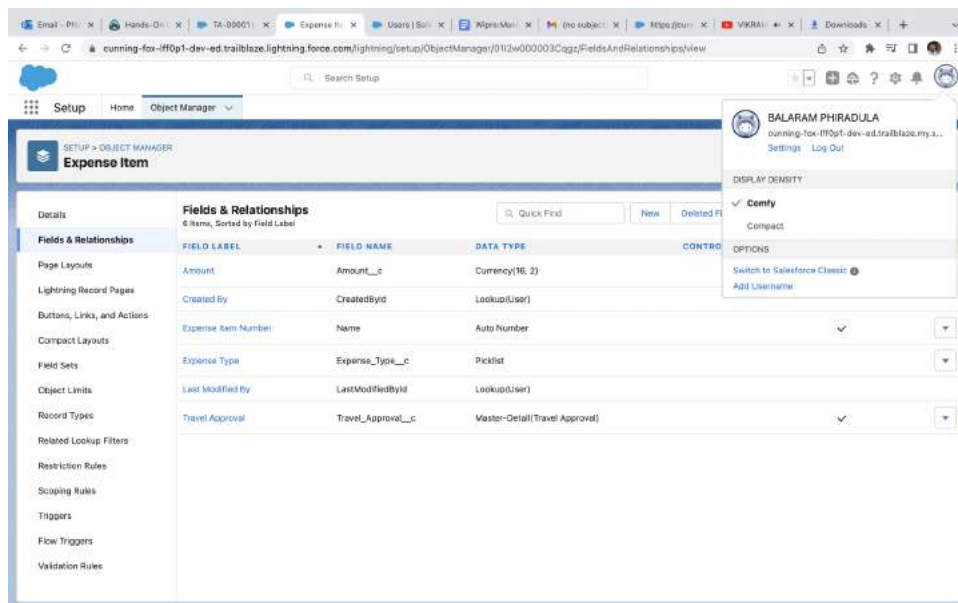 Email - Phi
Hands-On
TA-00001
Expense It
Users | Sal
(no subject
VIKRA
Downloads
cunning-fox-lff0p1-dev-ed.trailblaze.lightning.force.com/lightning/setup/ObjectManager/01I2w000003Cqgz/FieldsAndRelationships/view
Search Setup
Setup Home Object Manager
BALARAM PHIRADULA
cunning-fox-lff0p1-dev-ed.trailblaze.my.s...
Settings Log Out
SETUP > OBJECT MANAGER
Expense Item
DISPLAY DENSITY
Comfy
Compact
OPTIONS
Switch to Salesforce Classic
Add Username
Details
Fields & Relationships
Page Layouts
Lightning Record Pages
Buttons, Links, and Actions
Compact Layouts
Field Sets
Object Limits
Record Types
Related Lookup Filters
Restriction Rules
Scoping Rules
Triggers
Flow Triggers
Validation Rules
Fields & Relationships
6 Items, Sorted by Field Label
Quick Find New Deleted Fi
FIELD LABEL FIELD NAME DATA TYPE CONTRO
Amount Amount__c Currency(16, 2)
Created By CreatedById Lookup(User)
Expense Item Number Name Auto Number
Expense Type Expense_Type__c Picklist
Last Modified By LastModifiedById Lookup(User)
Travel Approval Travel_Approval__c Master-Detail(Travel Approval)